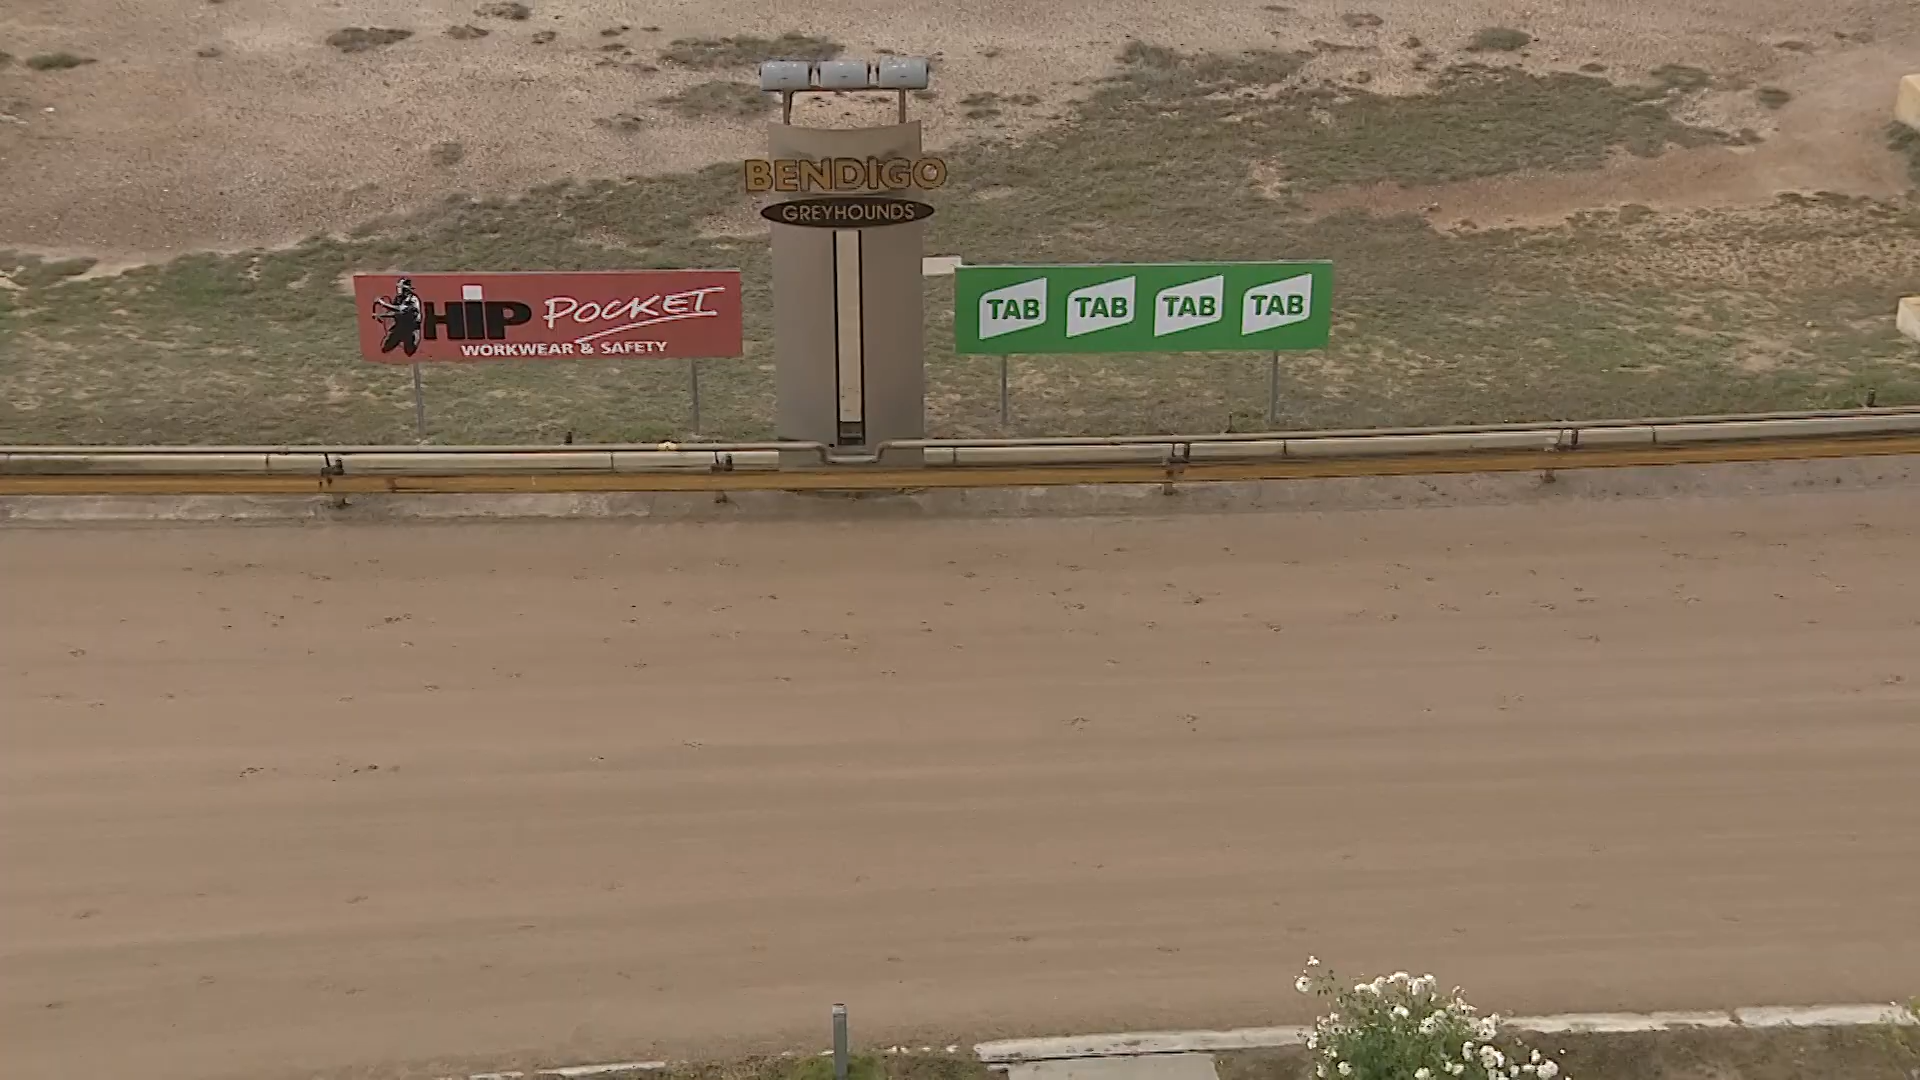 BENDIGO
GREYHOUNDS
HIP POCKET
WORKWEAR & SAFETY
TAB TAB TAB TAB